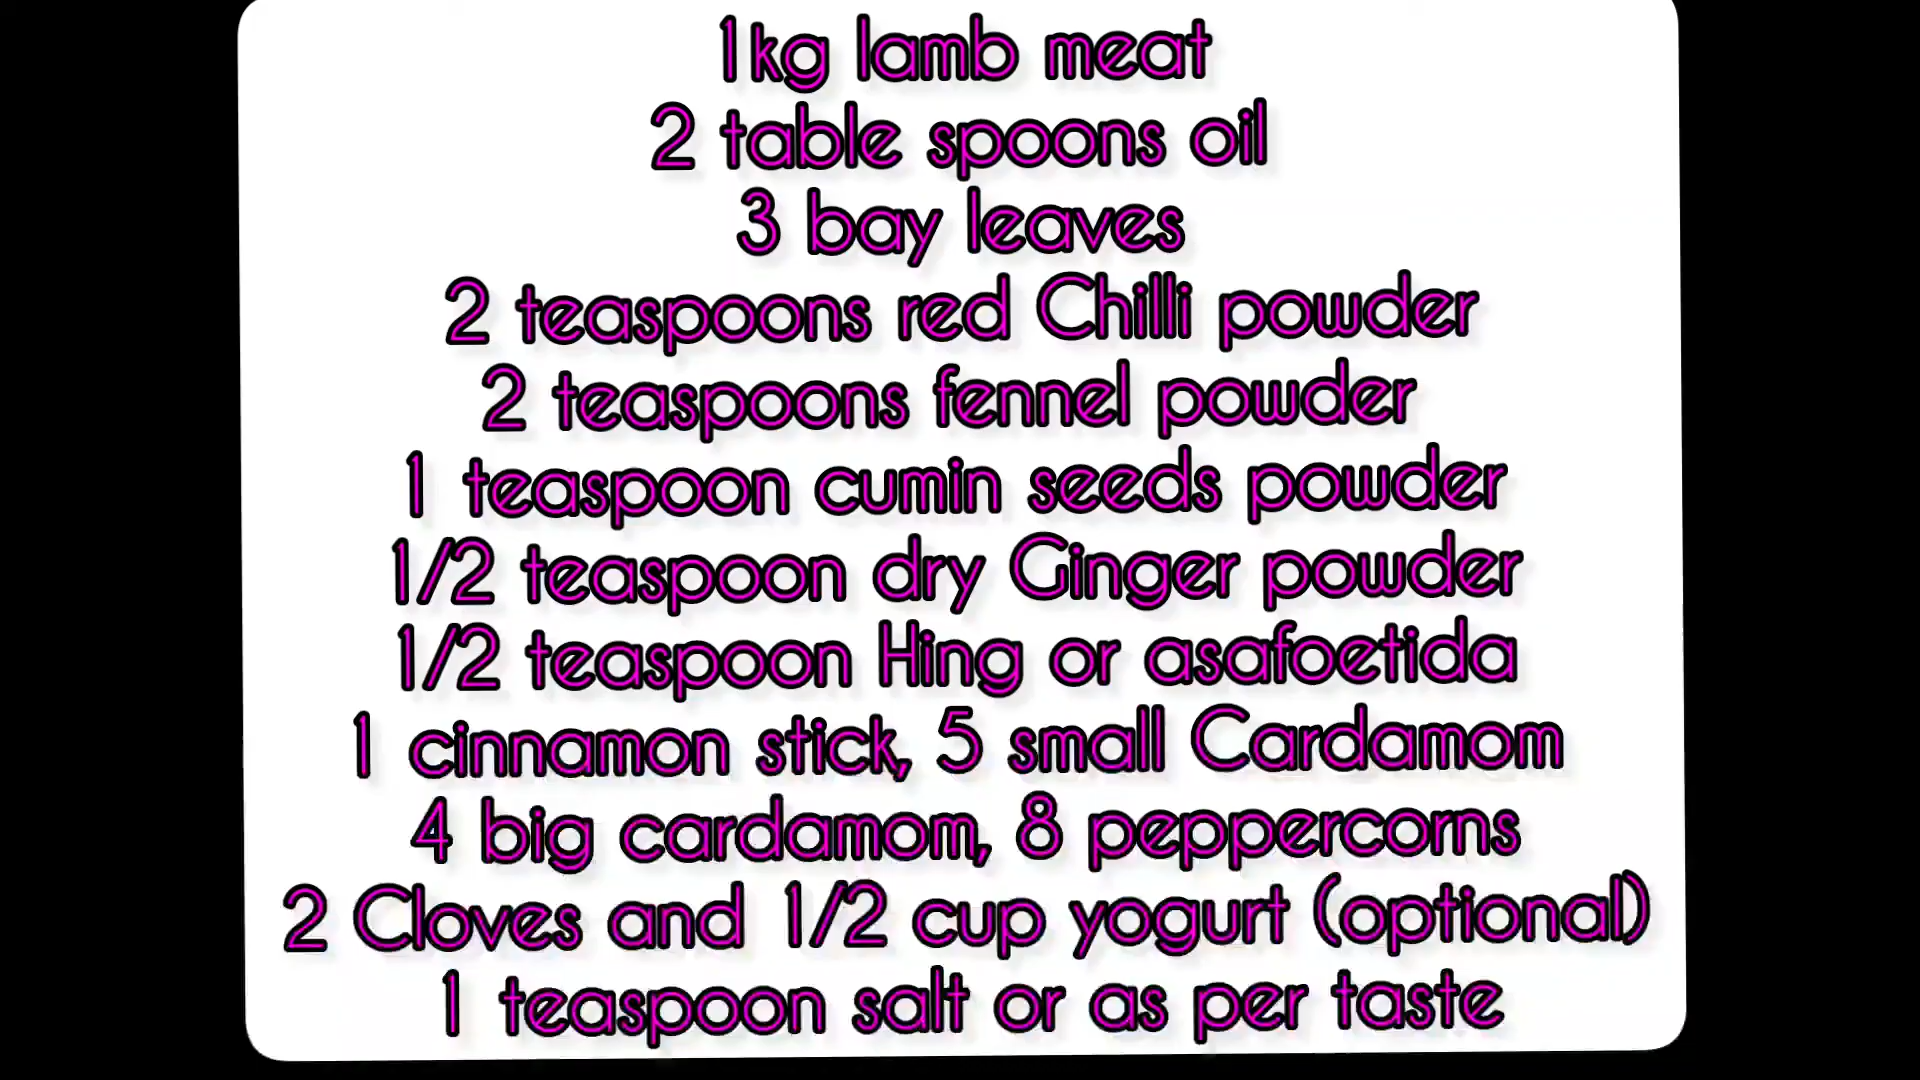 1kg lamb meat
2 table spoons oil
3 bay leaves
2 teaspoons red Chilli powder
2 teaspoons fennel powder
1 teaspoon cumin seeds powder
1/2 teaspoon dry Ginger powder
1/2 teaspoon Hing or asafoetida
1 cinnamon stick, 5 small Cardamom
4 big cardamom, 8 peppercorns
2 Cloves and 1/2 cup yogurt (optional)
1 teaspoon salt or as per taste